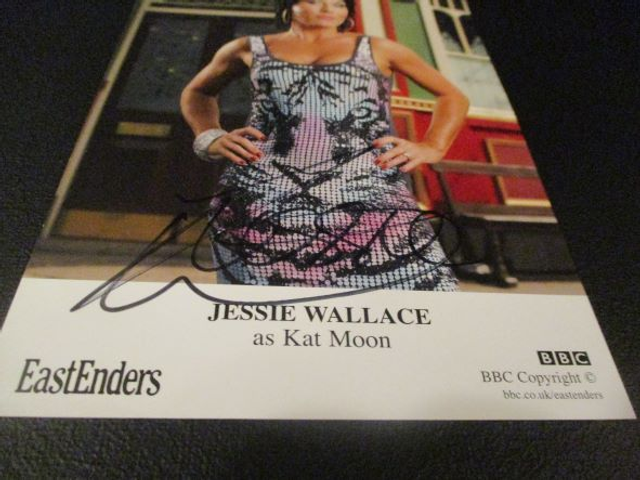 JESSIE WALLACE
as Kat Moon
EastEnders
BBC
BBC Copyright ©
bbc.co.uk/eastenders